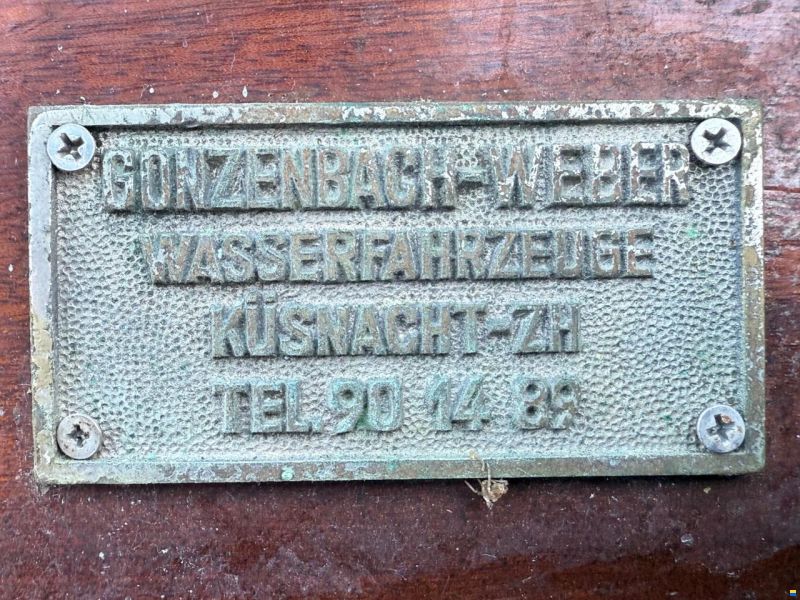 GONZENBACH-WEBER
WASSERFAHRZEUGE
KÜSNACHT-ZH
TEL. 90 14 89